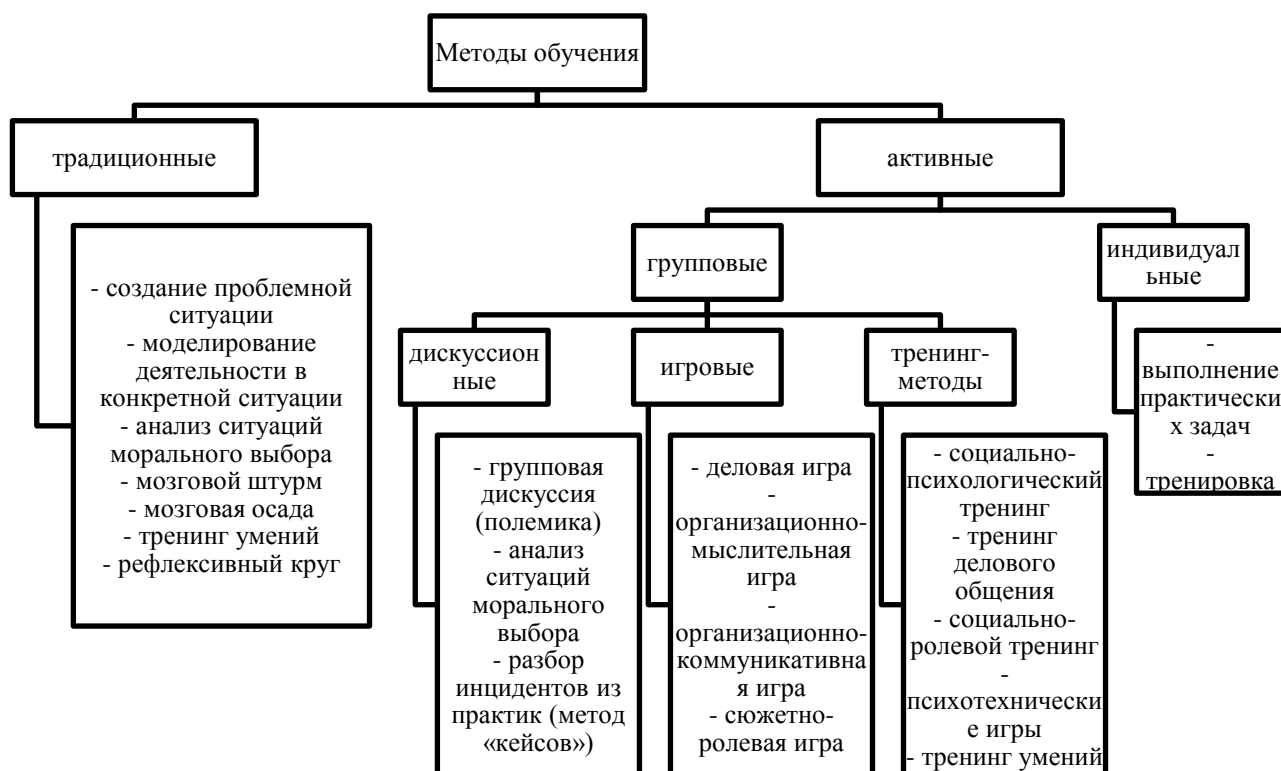 Методы обучения
традиционные
активные
- создание проблемной
ситуации
- моделирование
деятельности в
конкретной ситуации
- анализ ситуаций
морального выбора
- мозговой штурм
- мозговая осада
- тренинг умений
- рефлексивный круг
групповые
индивидуал
ьные
дискуссион
ные
игровые
тренинг-
методы
-
выполнение
практически
х задач
-
тренировка
- групповая
дискуссия
(полемика)
- анализ
ситуаций
морального
выбора
- разбор
инцидентов из
практик (метод
«кейсов»)
- деловая игра
-
организационно-
мыслительная
игра
-
организационно-
коммуникативна
я игра
- сюжетно-
ролевая игра
- социально-
психологический
тренинг
- тренинг
делового
общения
- социально-
ролевой тренинг
-
психотехнически
е игры
- тренинг умений